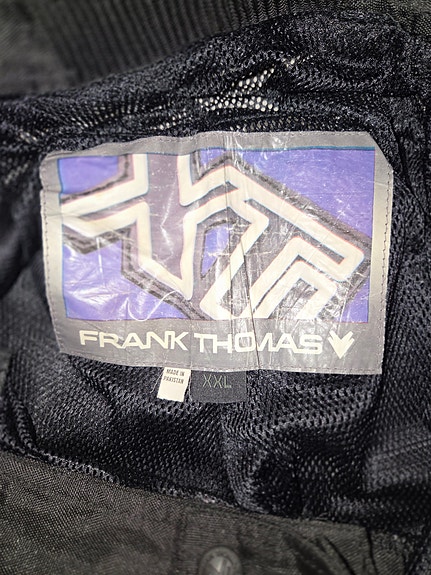 FRANK THOMAS
MADE IN
PAKISTAN
XXL